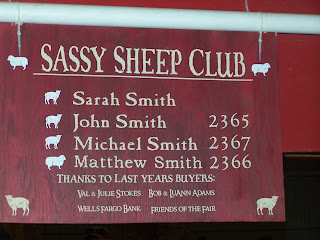 SASSY SHEEP CLUB
Sarah Smith
John Smith 2365
Michael Smith 2367
Matthew Smith 2366
THANKS TO LAST YEARS BUYERS:
VAL & JULIE STOKES BOB & LUANN ADAMS
WELLS FARGO BANK FRIENDS OF THE FAIR